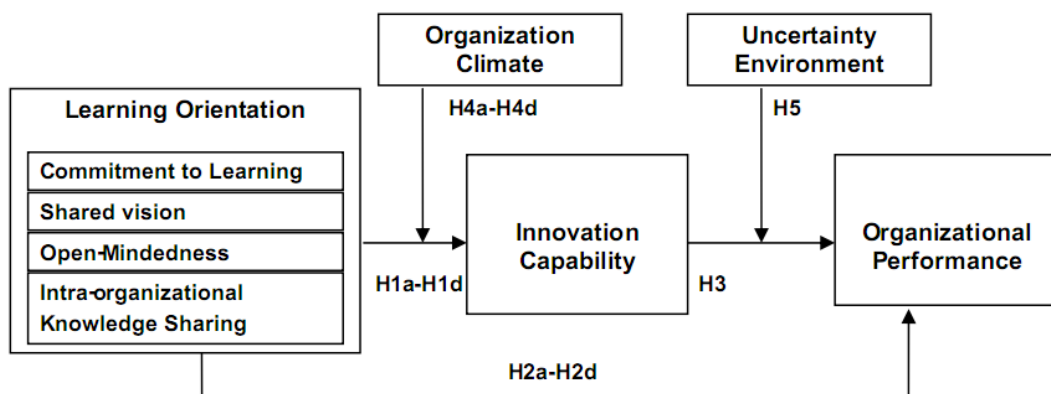 Organization
Climate
Uncertainty
Environment
H4a-H4d
H5
Learning Orientation
Commitment to Learning
Shared vision
Open-Mindedness
Intra-organizational
Knowledge Sharing
H1a-H1d
Innovation
Capability
H3
Organizational
Performance
H2a-H2d